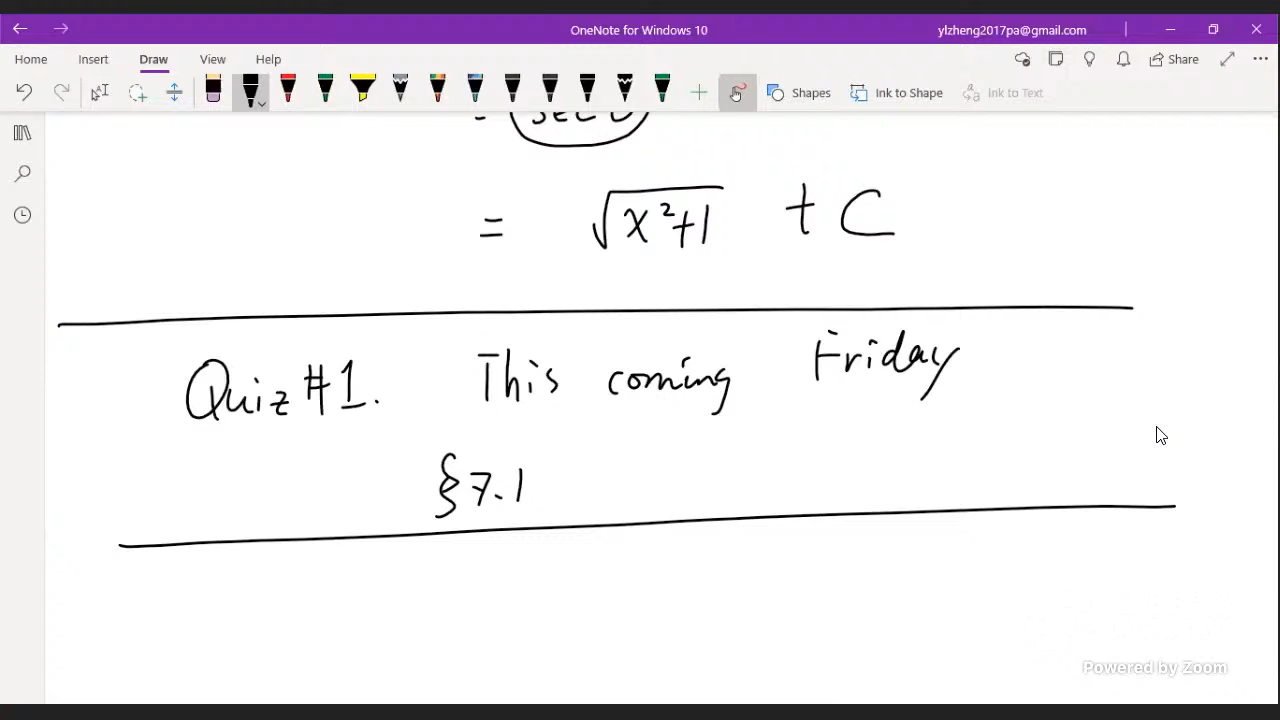 OneNote for Windows 10
ylzheng2017pa@gmail.com
Home Insert Draw View Help
Share
Shapes
Ink to Shape
Ink to Text
=
= √x²+1 + C
Quiz #1. This coming Friday
§7.1
Powered by Zoom